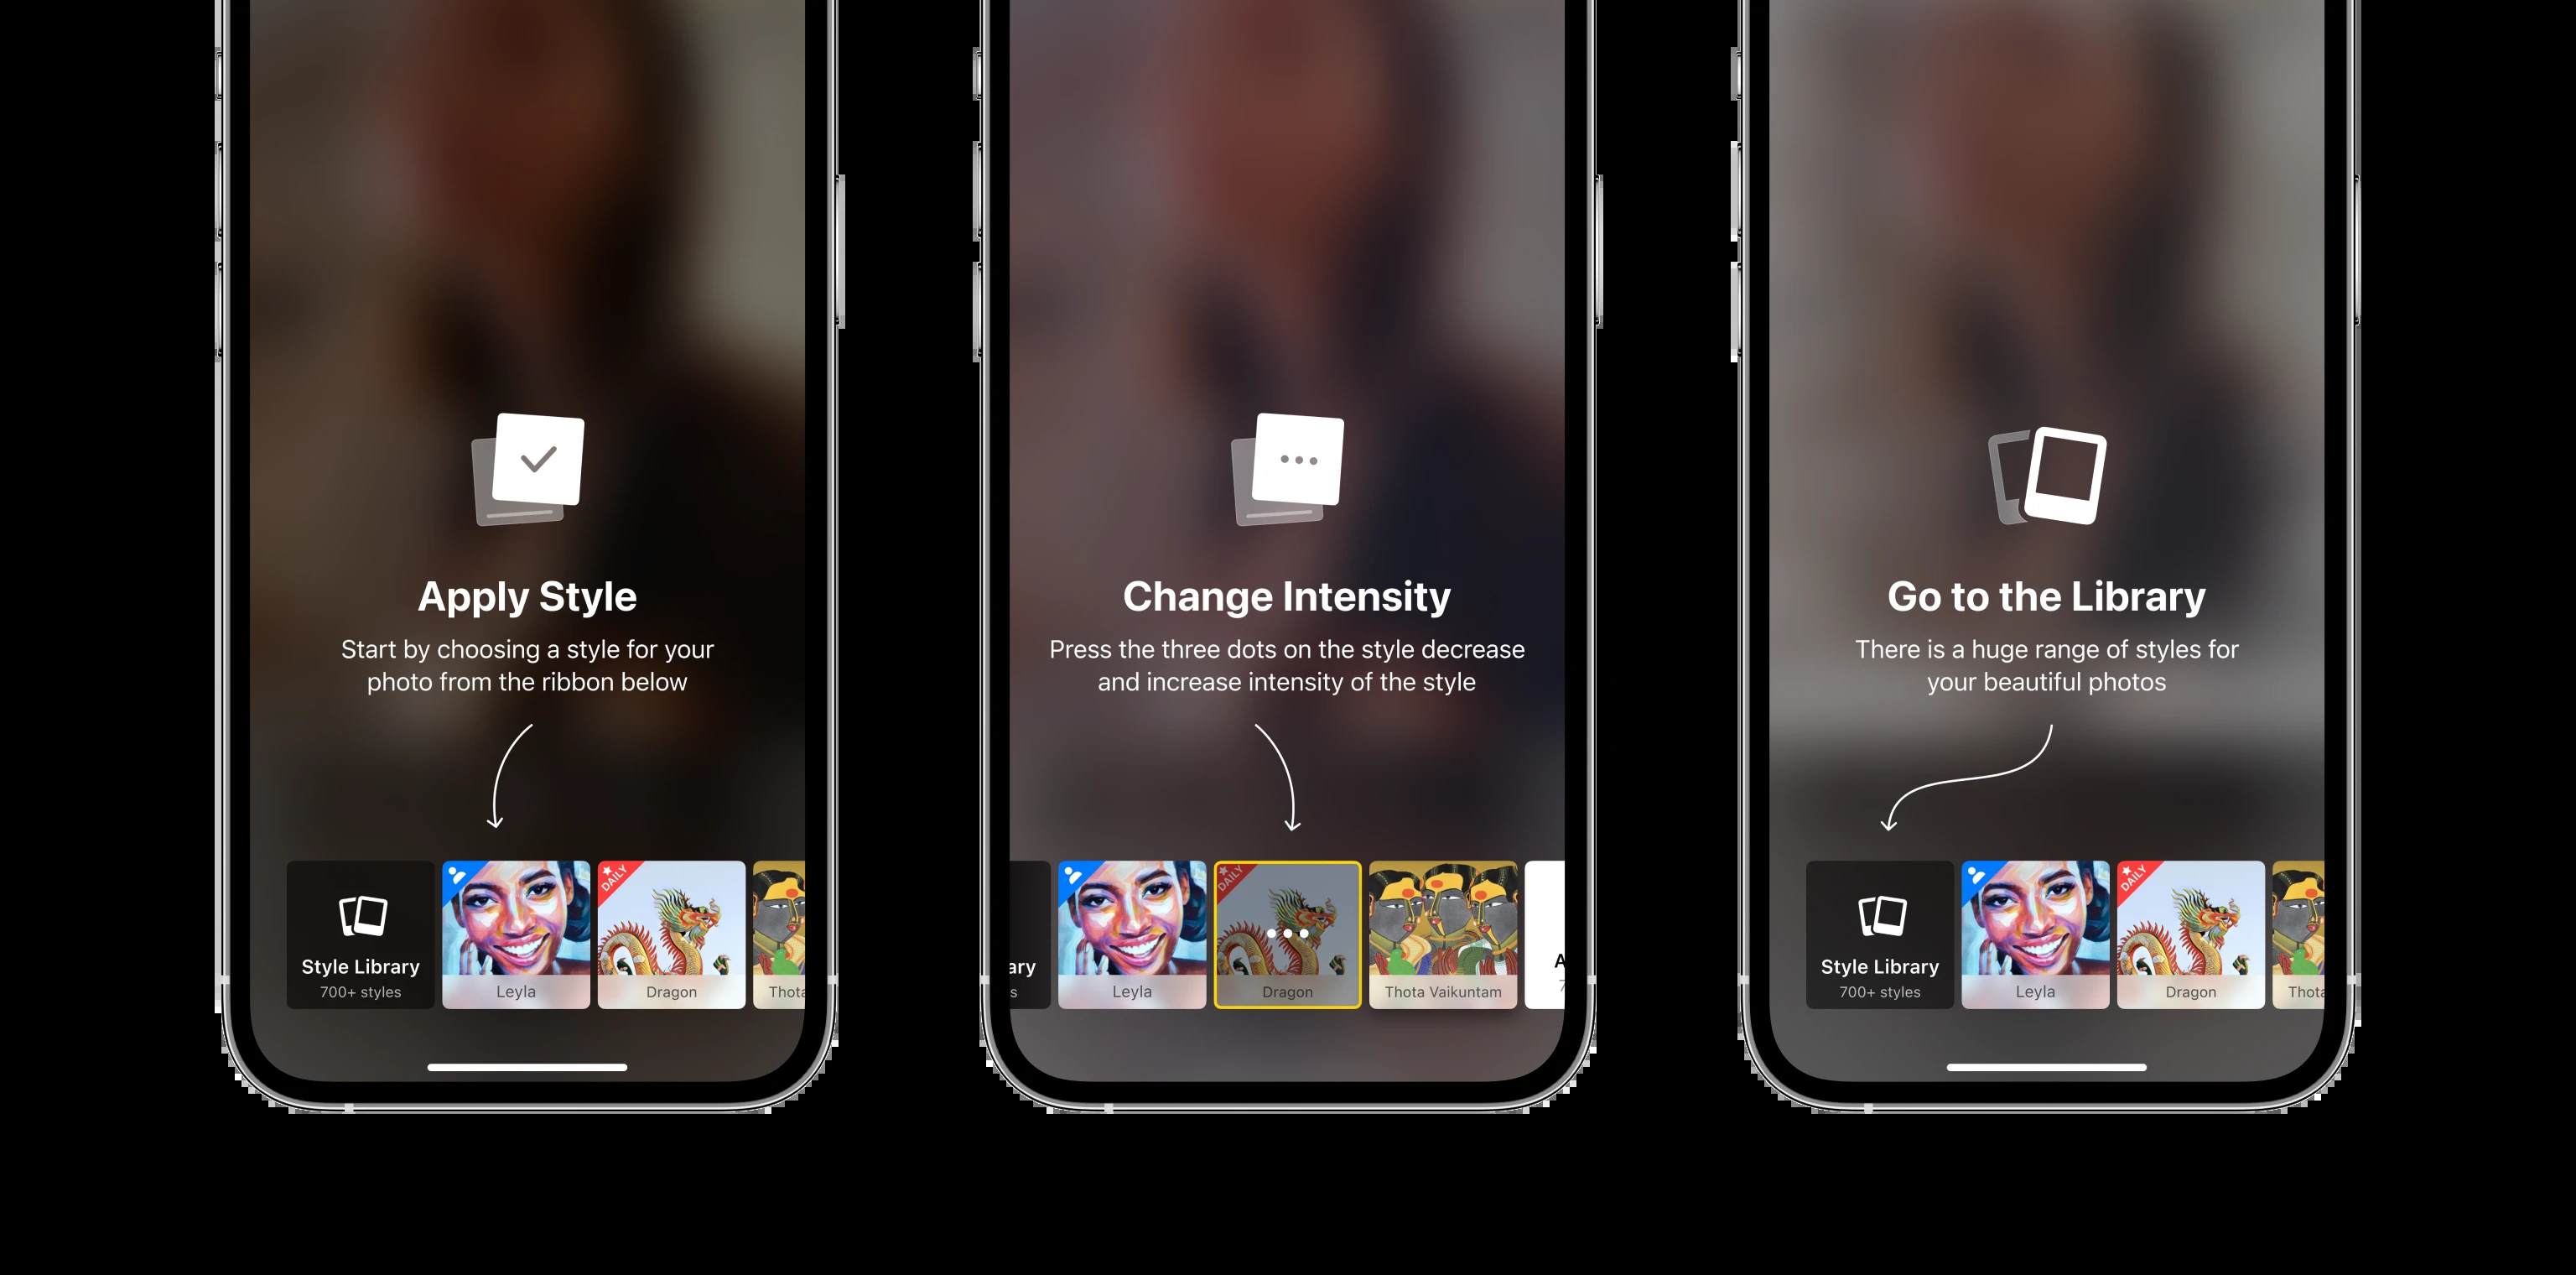 Apply Style
Start by choosing a style for your
photo from the ribbon below
Style Library
700+ styles
Leyla
DAILY
Dragon
Thota
Change Intensity
Press the three dots on the style decrease
and increase intensity of the style
ary
s
Leyla
DAILY
Dragon
Thota Vaikuntam
A
Go to the Library
There is a huge range of styles for
your beautiful photos
Style Library
700+ styles
Leyla
DAILY
Dragon
Thota